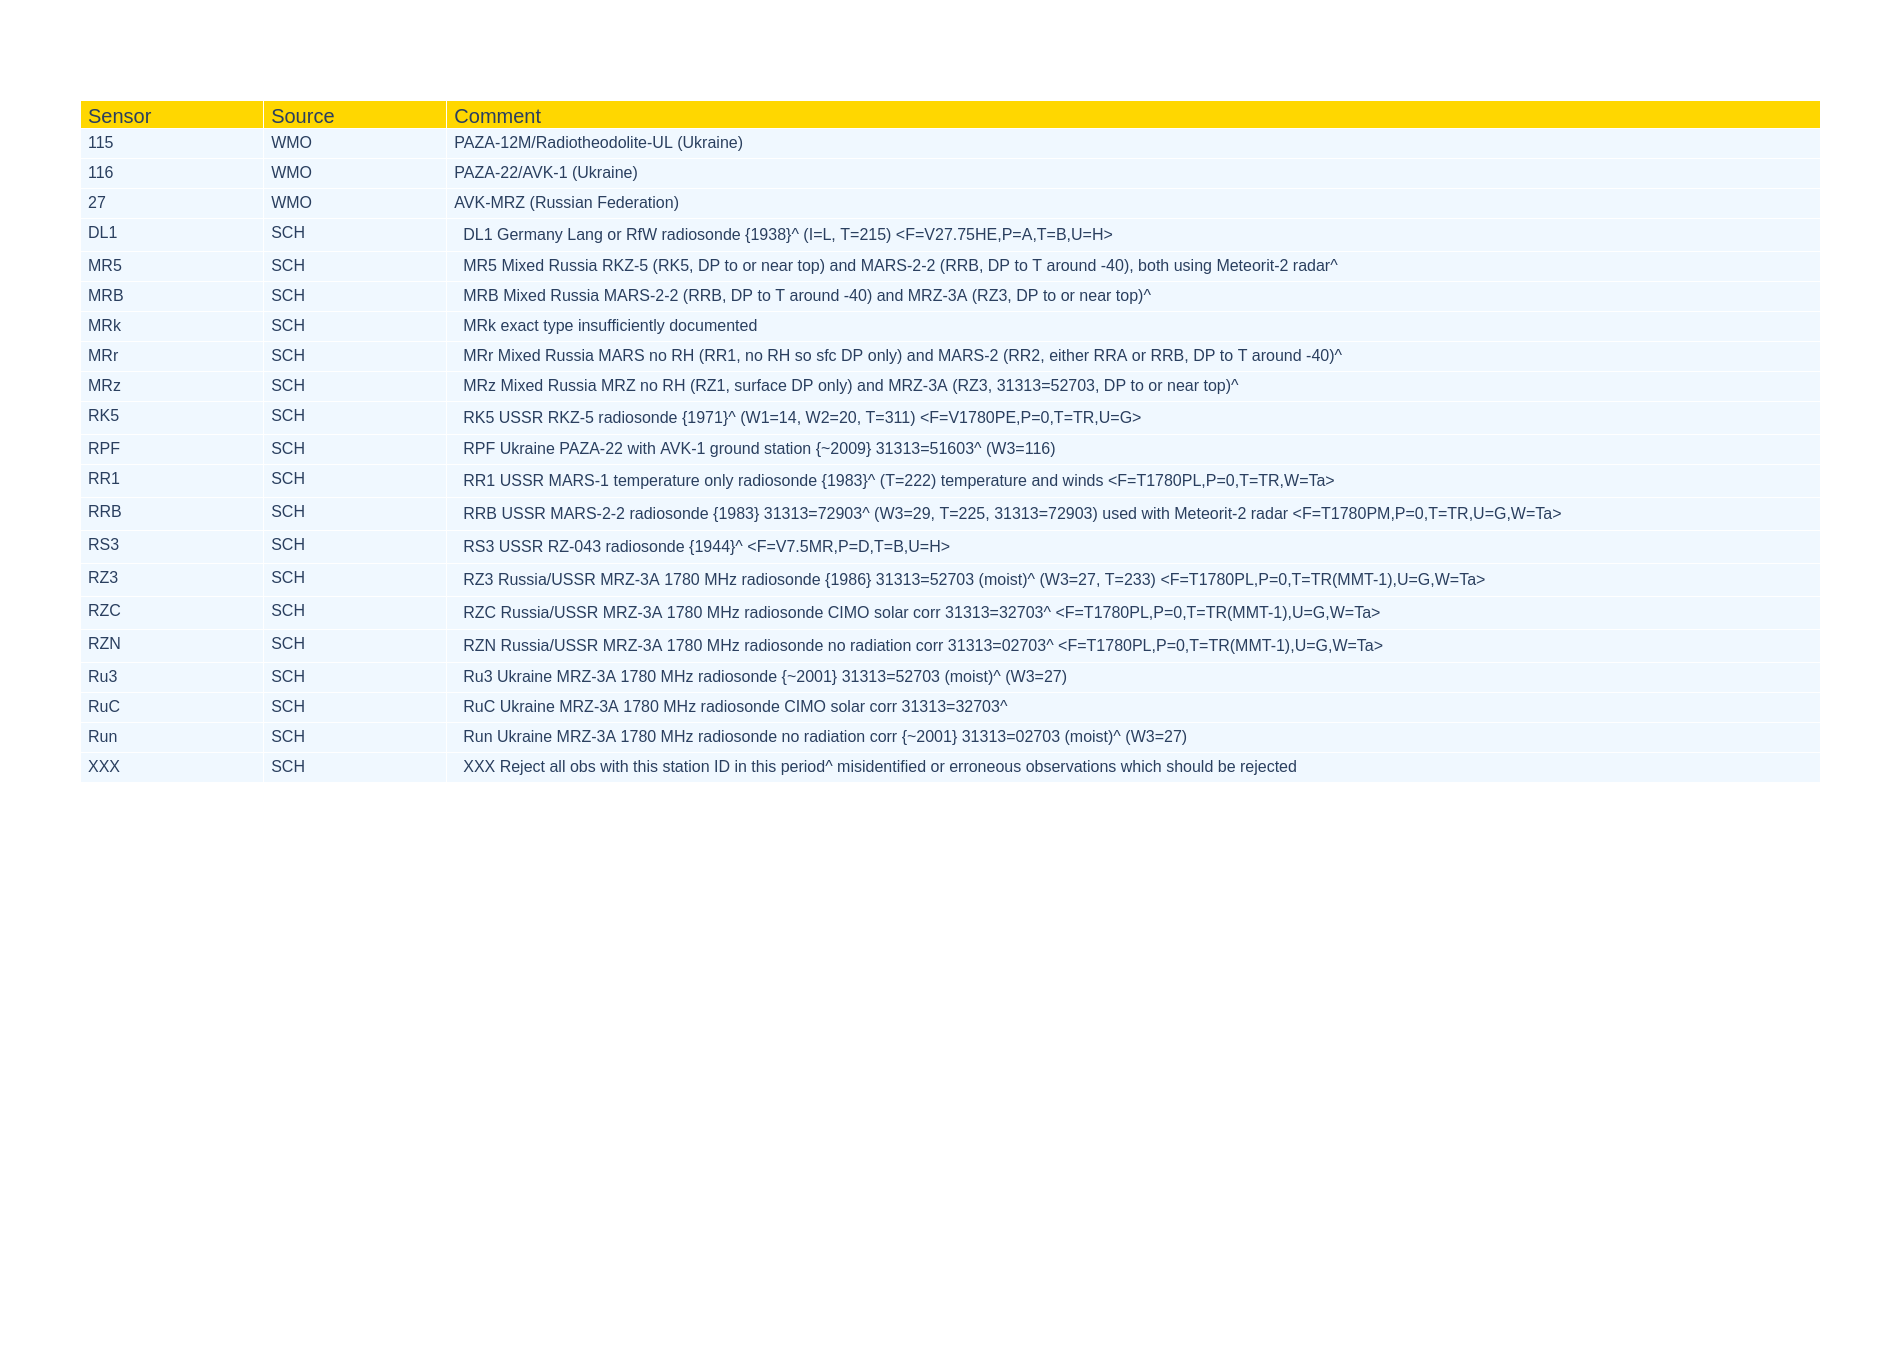 Sensor Source Comment
115 WMO PAZA-12M/Radiotheodolite-UL (Ukraine)
116 WMO PAZA-22/AVK-1 (Ukraine)
27 WMO AVK-MRZ (Russian Federation)
DL1 SCH DL1 Germany Lang or RfW radiosonde {1938}^ (I=L, T=215) <F=V27.75HE,P=A,T=B,U=H>
MR5 SCH MR5 Mixed Russia RKZ-5 (RK5, DP to or near top) and MARS-2-2 (RRB, DP to T around -40), both using Meteorit-2 radar^
MRB SCH MRB Mixed Russia MARS-2-2 (RRB, DP to T around -40) and MRZ-3A (RZ3, DP to or near top)^
MRk SCH MRk exact type insufficiently documented
MRr SCH MRr Mixed Russia MARS no RH (RR1, no RH so sfc DP only) and MARS-2 (RR2, either RRA or RRB, DP to T around -40)^
MRz SCH MRz Mixed Russia MRZ no RH (RZ1, surface DP only) and MRZ-3A (RZ3, 31313=52703, DP to or near top)^
RK5 SCH RK5 USSR RKZ-5 radiosonde {1971}^ (W1=14, W2=20, T=311) <F=V1780PE,P=0,T=TR,U=G>
RPF SCH RPF Ukraine PAZA-22 with AVK-1 ground station {~2009} 31313=51603^ (W3=116)
RR1 SCH RR1 USSR MARS-1 temperature only radiosonde {1983}^ (T=222) temperature and winds <F=T1780PL,P=0,T=TR,W=Ta>
RRB SCH RRB USSR MARS-2-2 radiosonde {1983} 31313=72903^ (W3=29, T=225, 31313=72903) used with Meteorit-2 radar <F=T1780PM,P=0,T=TR,U=G,W=Ta>
RS3 SCH RS3 USSR RZ-043 radiosonde {1944}^ <F=V7.5MR,P=D,T=B,U=H>
RZ3 SCH RZ3 Russia/USSR MRZ-3A 1780 MHz radiosonde {1986} 31313=52703 (moist)^ (W3=27, T=233) <F=T1780PL,P=0,T=TR(MMT-1),U=G,W=Ta>
RZC SCH RZC Russia/USSR MRZ-3A 1780 MHz radiosonde CIMO solar corr 31313=32703^ <F=T1780PL,P=0,T=TR(MMT-1),U=G,W=Ta>
RZN SCH RZN Russia/USSR MRZ-3A 1780 MHz radiosonde no radiation corr 31313=02703^ <F=T1780PL,P=0,T=TR(MMT-1),U=G,W=Ta>
Ru3 SCH Ru3 Ukraine MRZ-3A 1780 MHz radiosonde {~2001} 31313=52703 (moist)^ (W3=27)
RuC SCH RuC Ukraine MRZ-3A 1780 MHz radiosonde CIMO solar corr 31313=32703^
Run SCH Run Ukraine MRZ-3A 1780 MHz radiosonde no radiation corr {~2001} 31313=02703 (moist)^ (W3=27)
XXX SCH XXX Reject all obs with this station ID in this period^ misidentified or erroneous observations which should be rejected